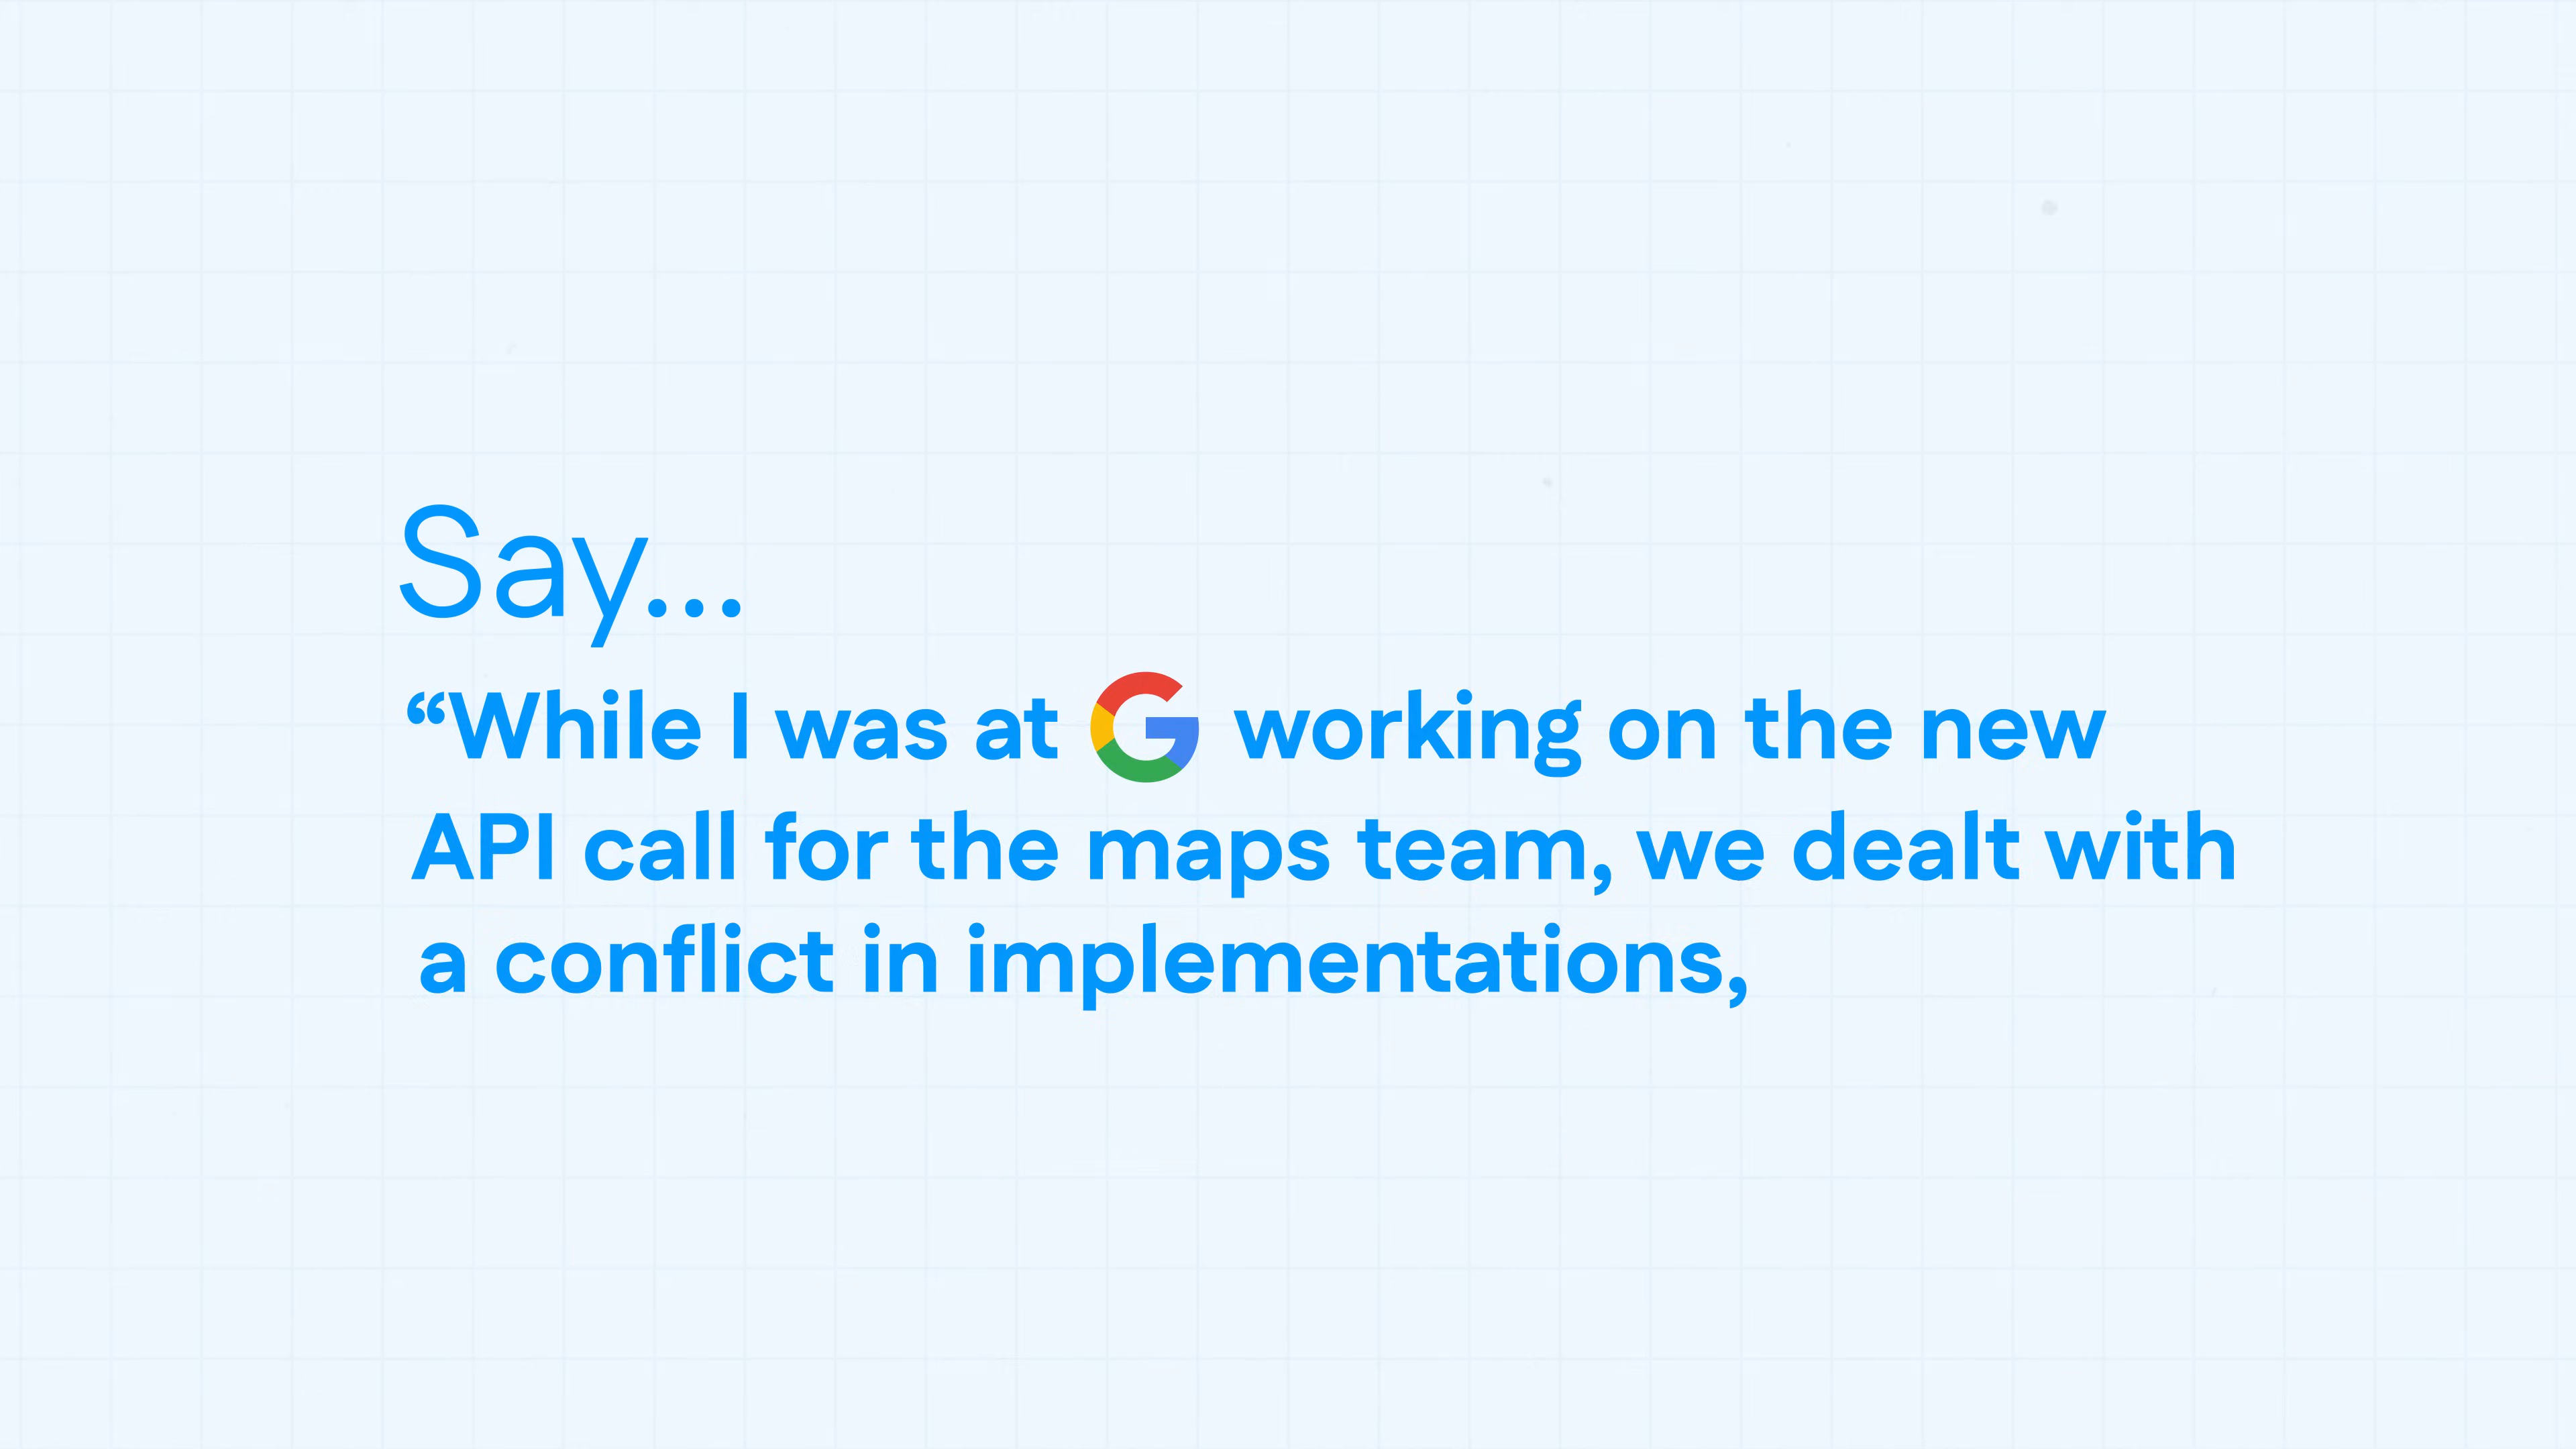 Say...
“While I was at G working on the new
API call for the maps team, we dealt with
a conflict in implementations,